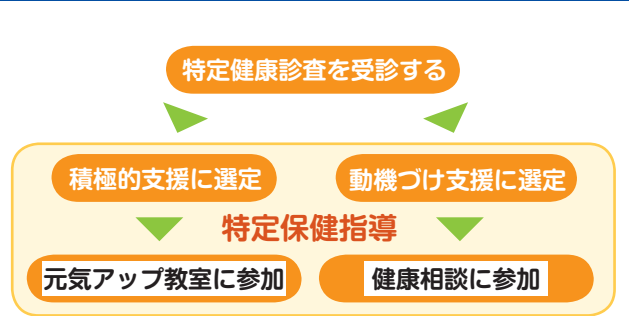 特定健康診査を受診する
積極的支援に選定
動機づけ支援に選定
特定保健指導
元気アップ教室に参加
健康相談に参加